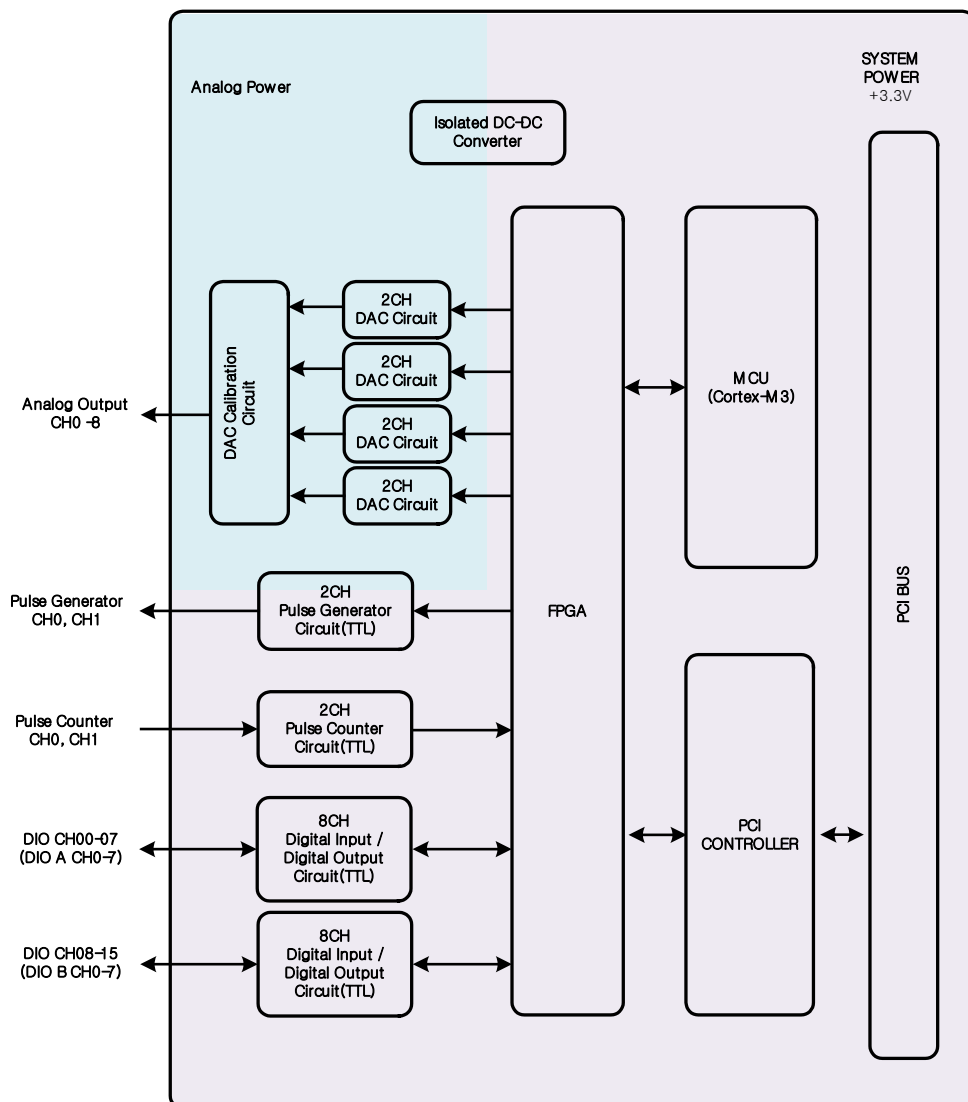 Analog Power
SYSTEM
POWER
+3.3V
Isolated DC-DC
Converter
2CH
DAC Circuit
2CH
DAC Circuit
2CH
DAC Circuit
2CH
DAC Circuit
DAC Calibration
Circuit
Analog Output
CH0 -8
MCU
(Cortex-M3)
FPGA
PCI BUS
Pulse Generator
CH0, CH1
2CH
Pulse Generator
Circuit(TTL)
Pulse Counter
CH0, CH1
2CH
Pulse Counter
Circuit(TTL)
PCI
CONTROLLER
DIO CH00-07
(DIO A CH0-7)
8CH
Digital Input /
Digital Output
Circuit(TTL)
DIO CH08-15
(DIO B CH0-7)
8CH
Digital Input /
Digital Output
Circuit(TTL)